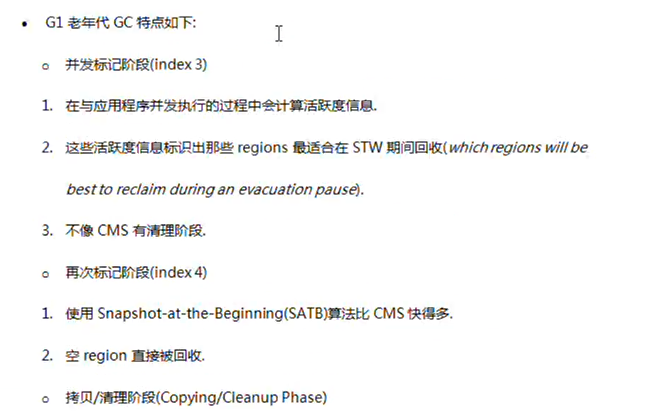 • G1 老年代 GC 特点如下:
o 并发标记阶段(index 3)
1. 在与应用程序并发执行的过程中会计算活跃度信息.
2. 这些活跃度信息标识出那些 regions 最适合在 STW 期间回收(which regions will be
best to reclaim during an evacuation pause).
3. 不像 CMS 有清理阶段.
o 再次标记阶段(index 4)
1. 使用 Snapshot-at-the-Beginning(SATB)算法比 CMS 快得多.
2. 空 region 直接被回收.
o 拷贝/清理阶段(Copying/Cleanup Phase)